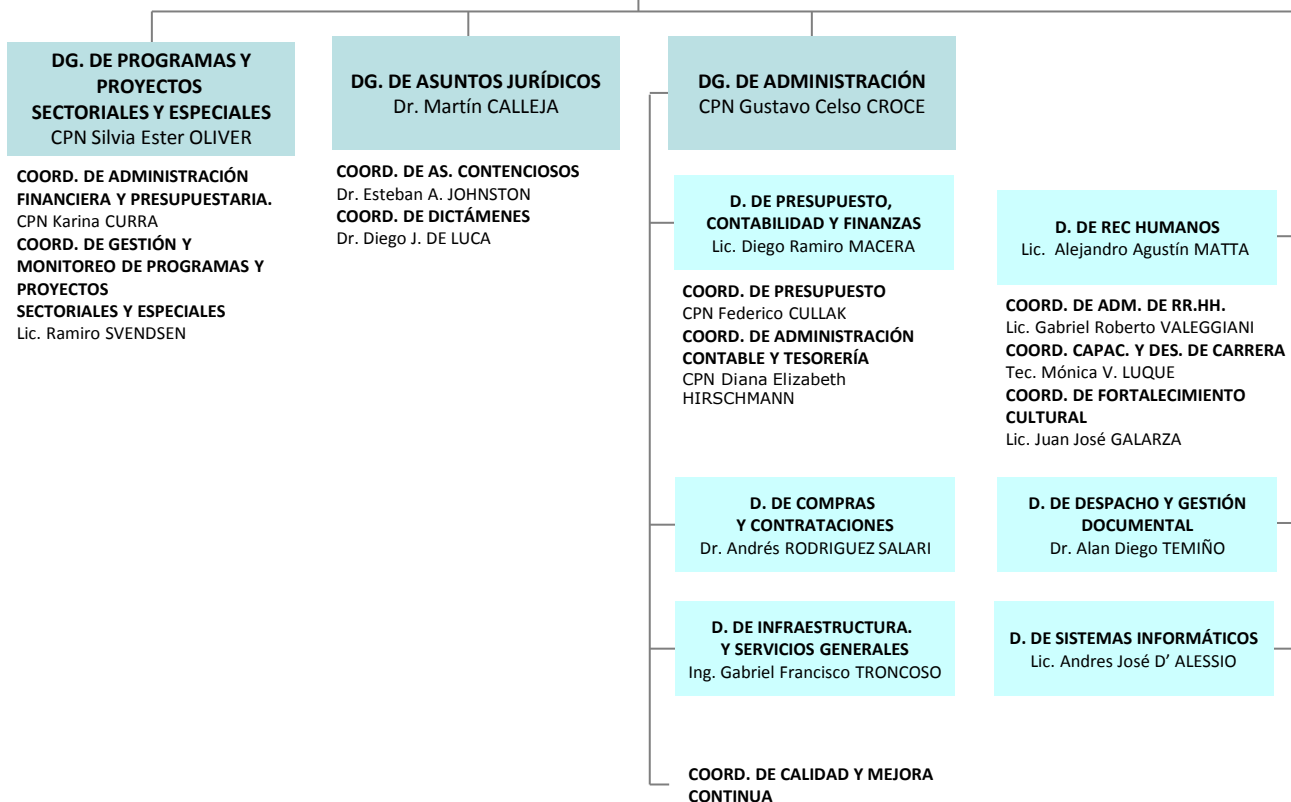 DG. DE PROGRAMAS Y
PROYECTOS
SECTORIALES Y ESPECIALES
CPN Silvia Ester OLIVER
COORD. DE ADMINISTRACIÓN
FINANCIERA Y PRESUPUESTARIA.
CPN Karina CURRA
COORD. DE GESTIÓN Y
MONITOREO DE PROGRAMAS Y
PROYECTOS
SECTORIALES Y ESPECIALES
Lic. Ramiro SVENDSEN
DG. DE ASUNTOS JURÍDICOS
Dr. Martín CALLEJA
COORD. DE AS. CONTENCIOSOS
Dr. Esteban A. JOHNSTON
COORD. DE DICTÁMENES
Dr. Diego J. DE LUCA
DG. DE ADMINISTRACIÓN
CPN Gustavo Celso CROCE
D. DE PRESUPUESTO,
CONTABILIDAD Y FINANZAS
Lic. Diego Ramiro MACERA
COORD. DE PRESUPUESTO
CPN Federico CULLAK
COORD. DE ADMINISTRACIÓN
CONTABLE Y TESORERÍA
CPN Diana Elizabeth
HIRSCHMANN
D. DE COMPRAS
Y CONTRATACIONES
Dr. Andrés RODRIGUEZ SALARI
D. DE INFRAESTRUCTURA.
Y SERVICIOS GENERALES
Ing. Gabriel Francisco TRONCOSO
COORD. DE CALIDAD Y MEJORA
CONTINUA
D. DE REC HUMANOS
Lic. Alejandro Agustín MATTA
COORD. DE ADM. DE RR.HH.
Lic. Gabriel Roberto VALEGGIANI
COORD. CAPAC. Y DES. DE CARRERA
Tec. Mónica V. LUQUE
COORD. DE FORTALECIMIENTO
CULTURAL
Lic. Juan José GALARZA
D. DE DESPACHO Y GESTIÓN
DOCUMENTAL
Dr. Alan Diego TEMIÑO
D. DE SISTEMAS INFORMÁTICOS
Lic. Andres José D' ALESSIO